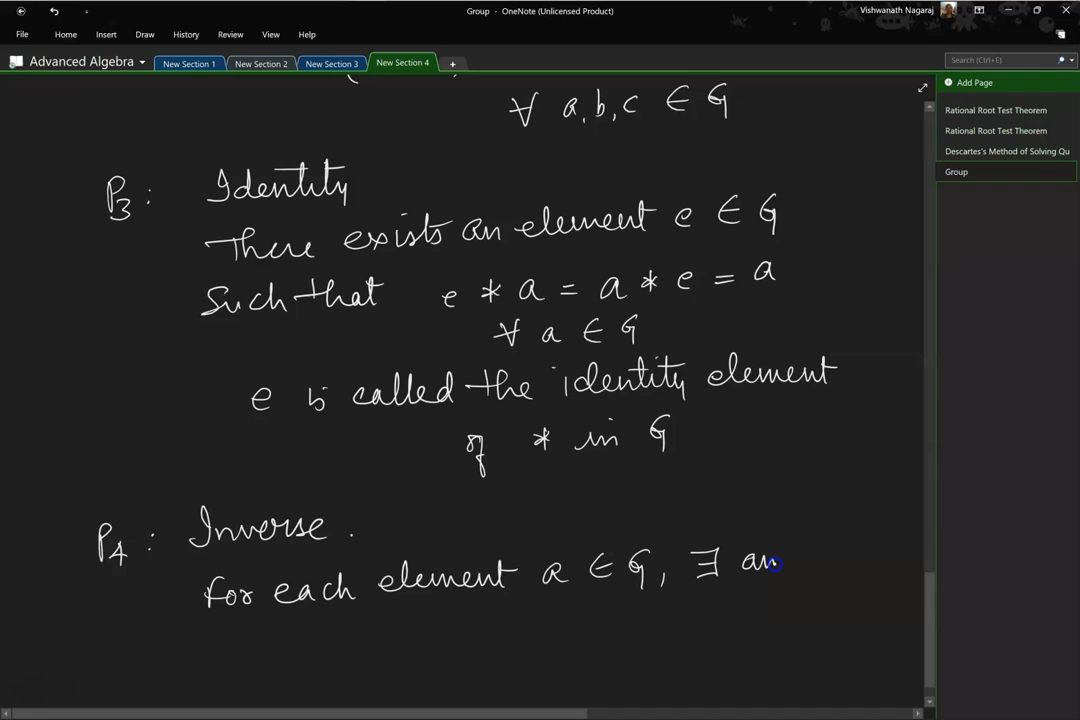 Group - OneNote (Unlicensed Product)
Vishwanath Nagaraj
File Home Insert Draw History Review View Help
Advanced Algebra
New Section 1 New Section 2 New Section 3 New Section 4 +
Search (Ctrl+E)
Add Page
Rational Root Test Theorem
Rational Root Test Theorem
Descartes's Method of Solving Qu
Group
∀ a, b, c ∈ G
P3 : Identity
There exists an element e ∈ G
Such that e * a = a * e = a
∀ a ∈ G
e is called the identity element
of * in G
P4 : Inverse .
for each element a ∈ G, ∃ an